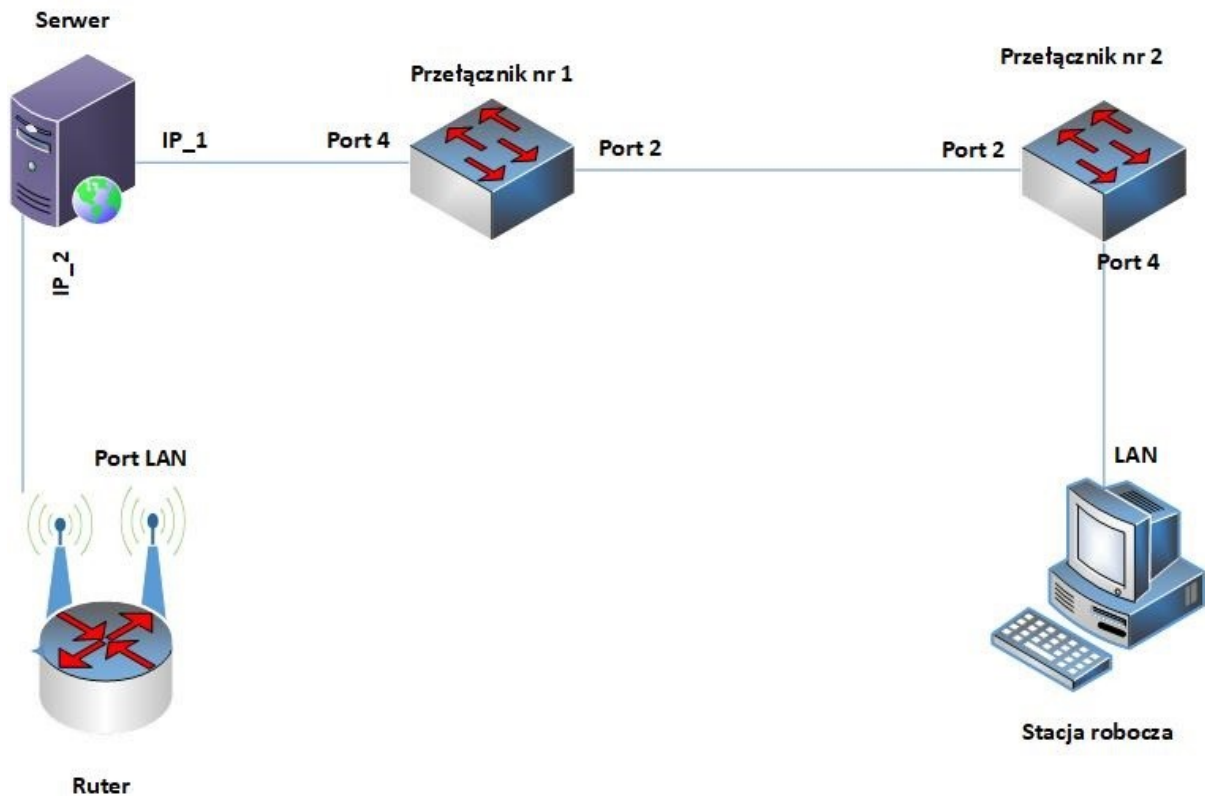 Serwer
Przełącznik nr 1
Przełącznik nr 2
IP_1
Port 4
Port 2
Port 2
IP_2
Port 4
Port LAN
LAN
Stacja robocza
Ruter